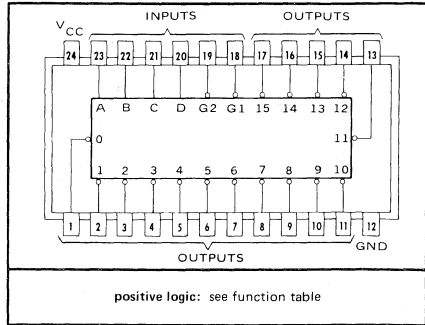 INPUTS OUTPUTS
VCC
24 23 22 21 20 19 18 17 16 15 14 13
A B C D G2 G1 15 14 13 12
0 11
1 2 3 4 5 6 7 8 9 10
1 2 3 4 5 6 7 8 9 10 11 12
OUTPUTS GND
positive logic: see function table